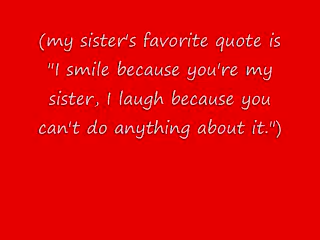 (my sister's favorite quote is
"I smile because you're my
sister, I laugh because you
can't do anything about it.")